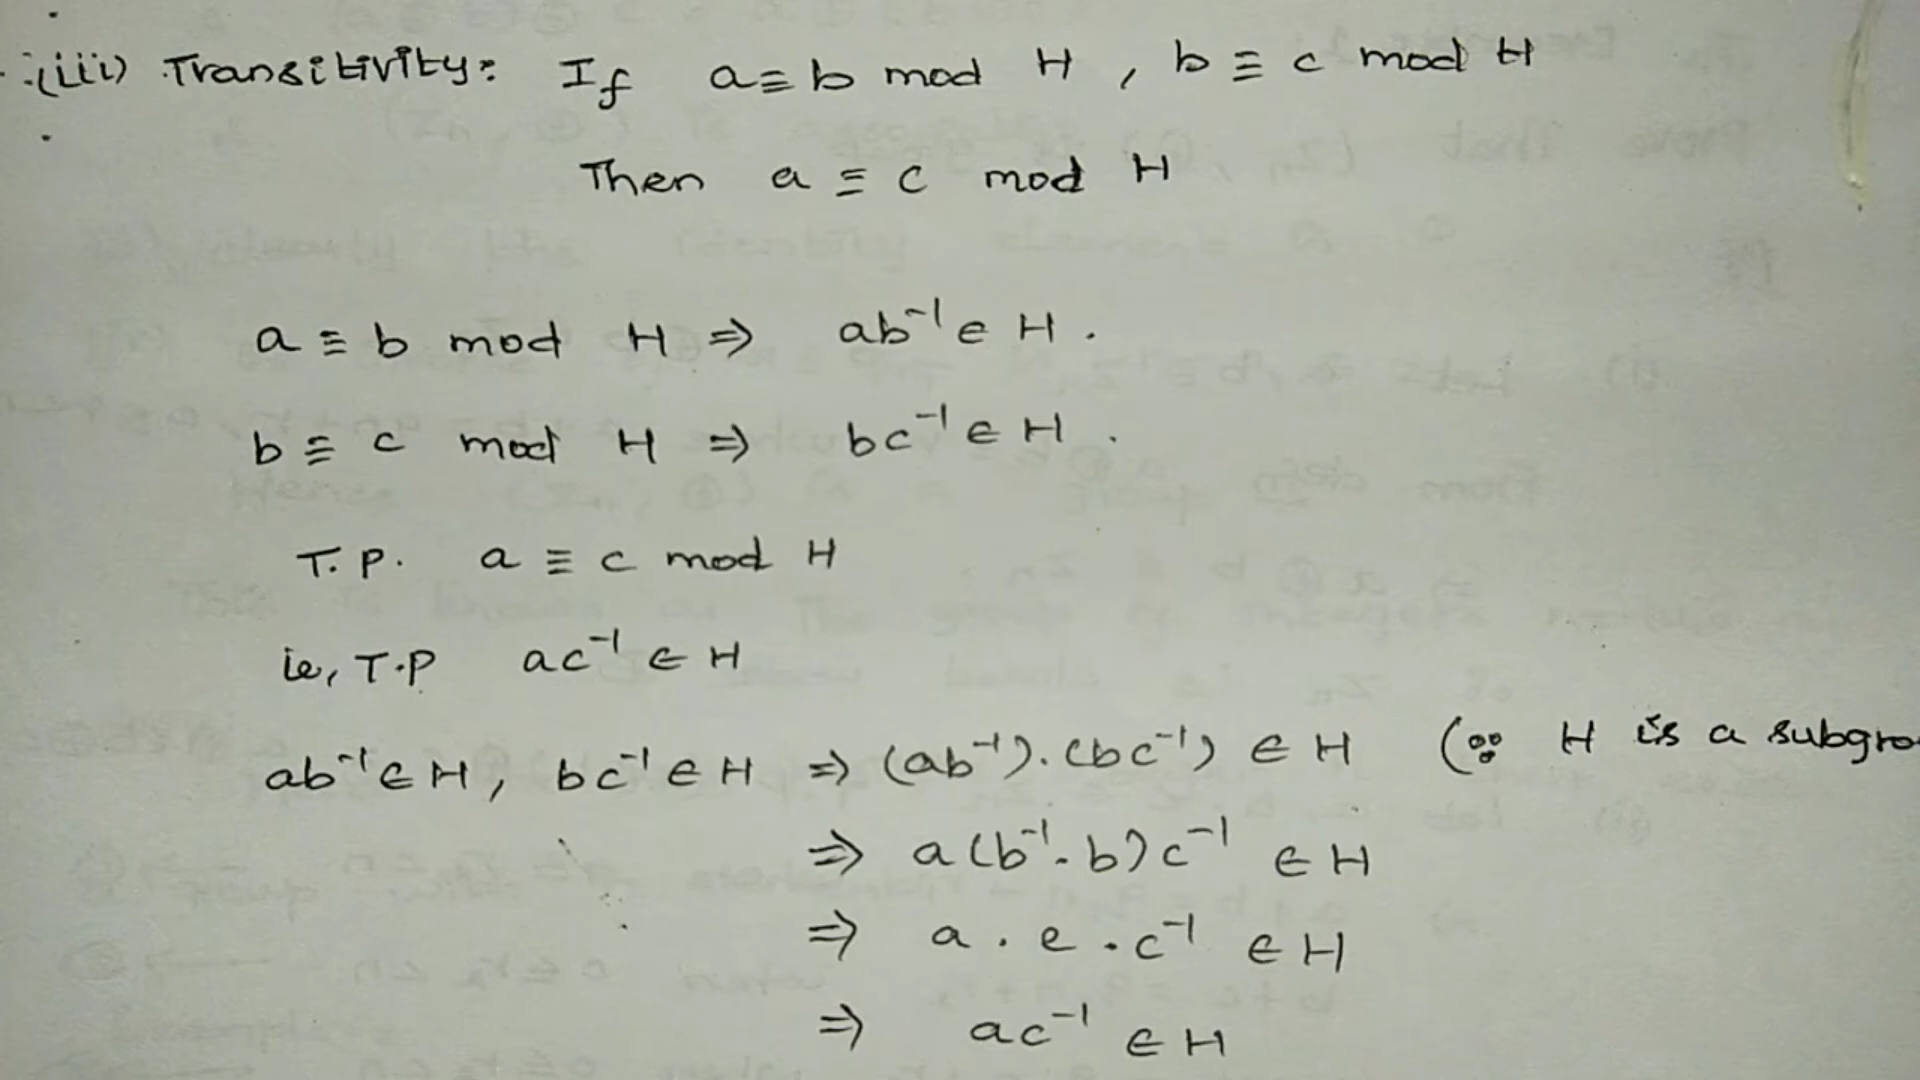 (iii) Transitivity: If a ≡ b mod H , b ≡ c mod H
Then a ≡ c mod H
a ≡ b mod H ⇒ ab⁻¹ ∈ H .
b ≡ c mod H ⇒ bc⁻¹ ∈ H .
T.P. a ≡ c mod H
ie, T.P ac⁻¹ ∈ H
ab⁻¹ ∈ H, bc⁻¹ ∈ H ⇒ (ab⁻¹).(bc⁻¹) ∈ H (∵ H is a subgro
⇒ a(b⁻¹.b)c⁻¹ ∈ H
⇒ a . e . c⁻¹ ∈ H
⇒ ac⁻¹ ∈ H